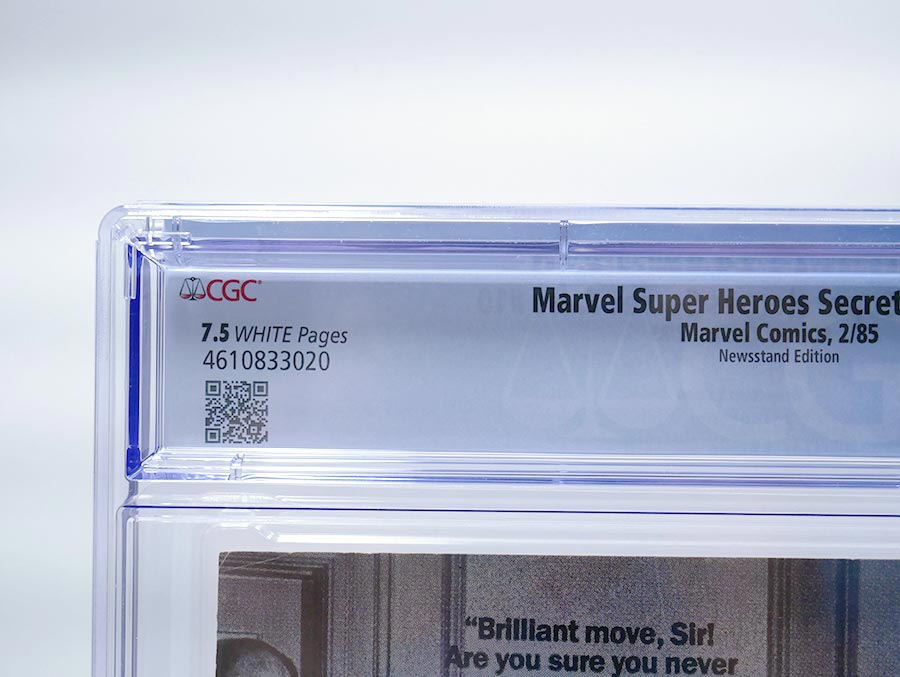 CGC
Marvel Super Heroes Secret
7.5 WHITE Pages
Marvel Comics, 2/85
4610833020
Newsstand Edition
“Brilliant move, Sir!
Are you sure you never